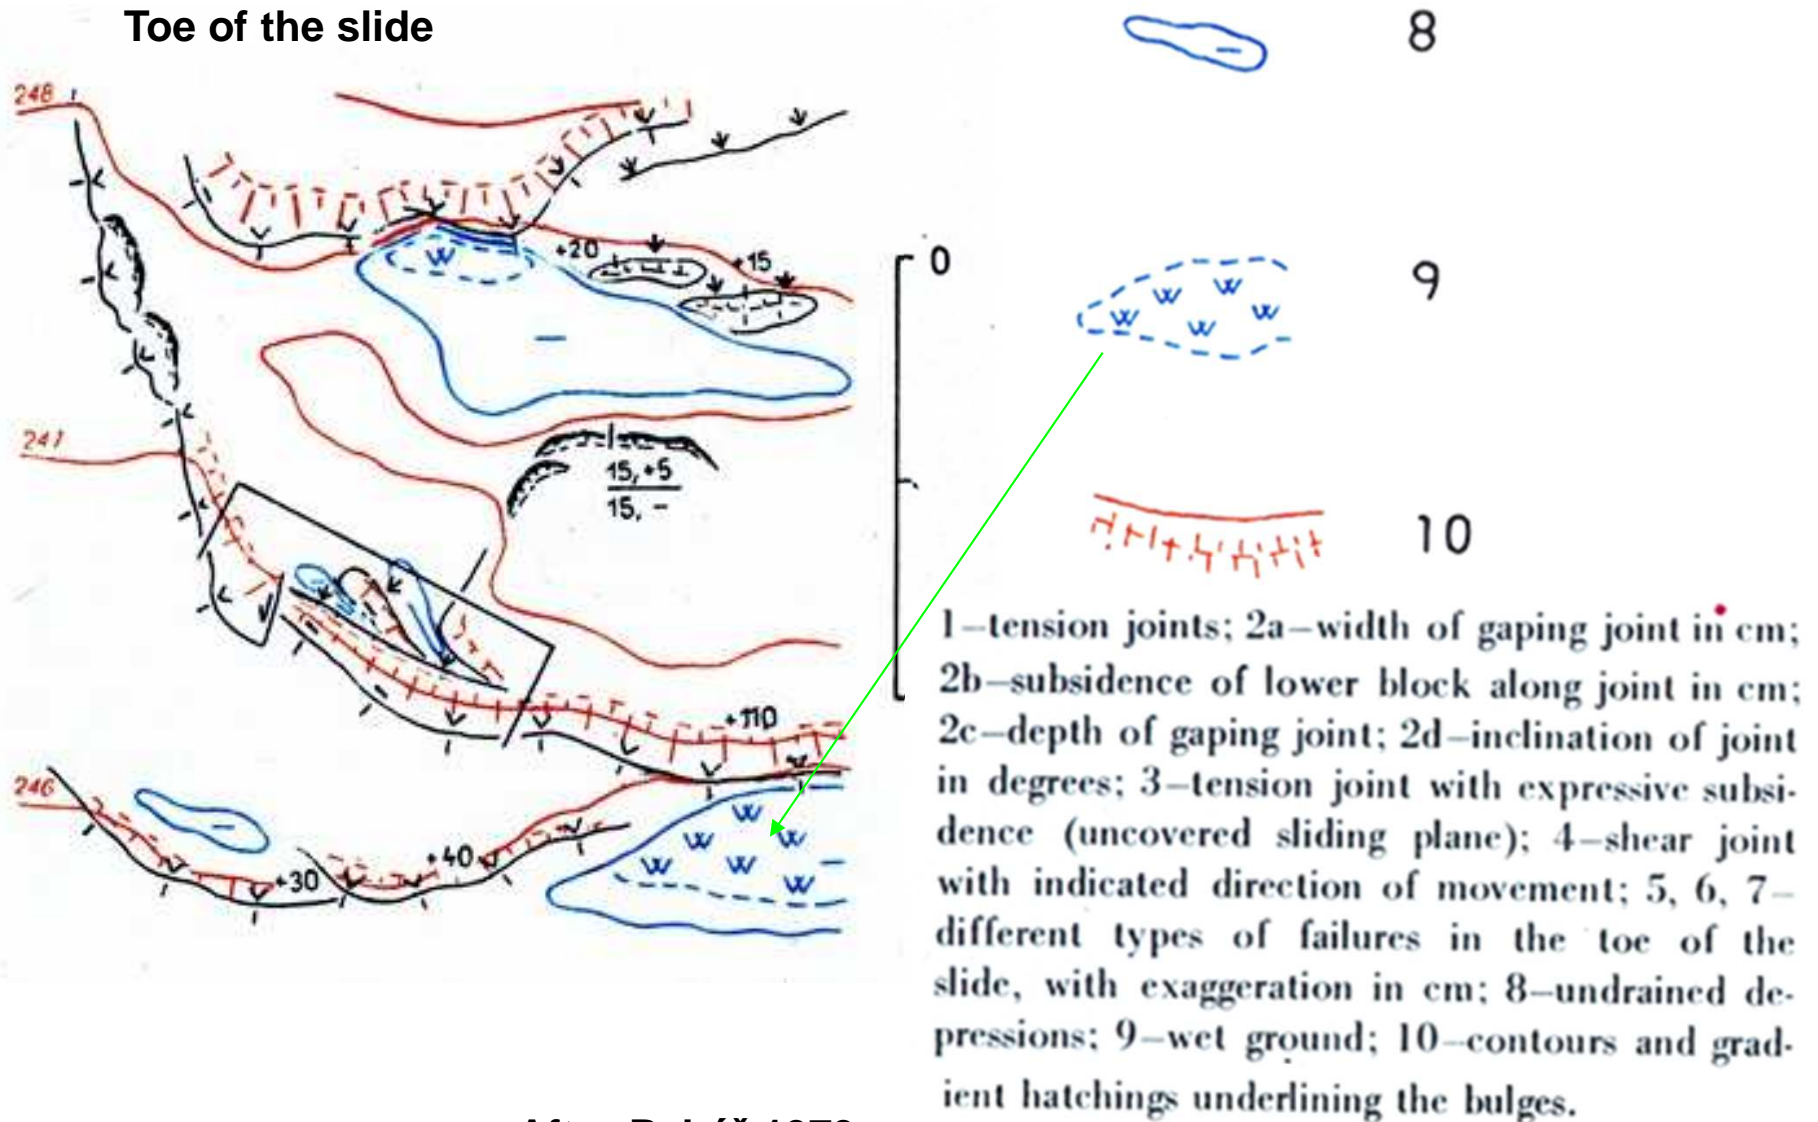 Toe of the slide
248
+20
+15
W
247
15,+5
15, -
+110
246
+40
+30
W W
W W
W W
0
8
9
W W
W W W
10
1—tension joints; 2a—width of gaping joint in cm;
2b—subsidence of lower block along joint in cm;
2c—depth of gaping joint; 2d—inclination of joint
in degrees; 3—tension joint with expressive subsi-
dence (uncovered sliding plane); 4—shear joint
with indicated direction of movement; 5, 6, 7—
different types of failures in the toe of the
slide, with exaggeration in cm; 8—undrained de-
pressions; 9—wet ground; 10—contours and grad-
ient hatchings underlining the bulges.